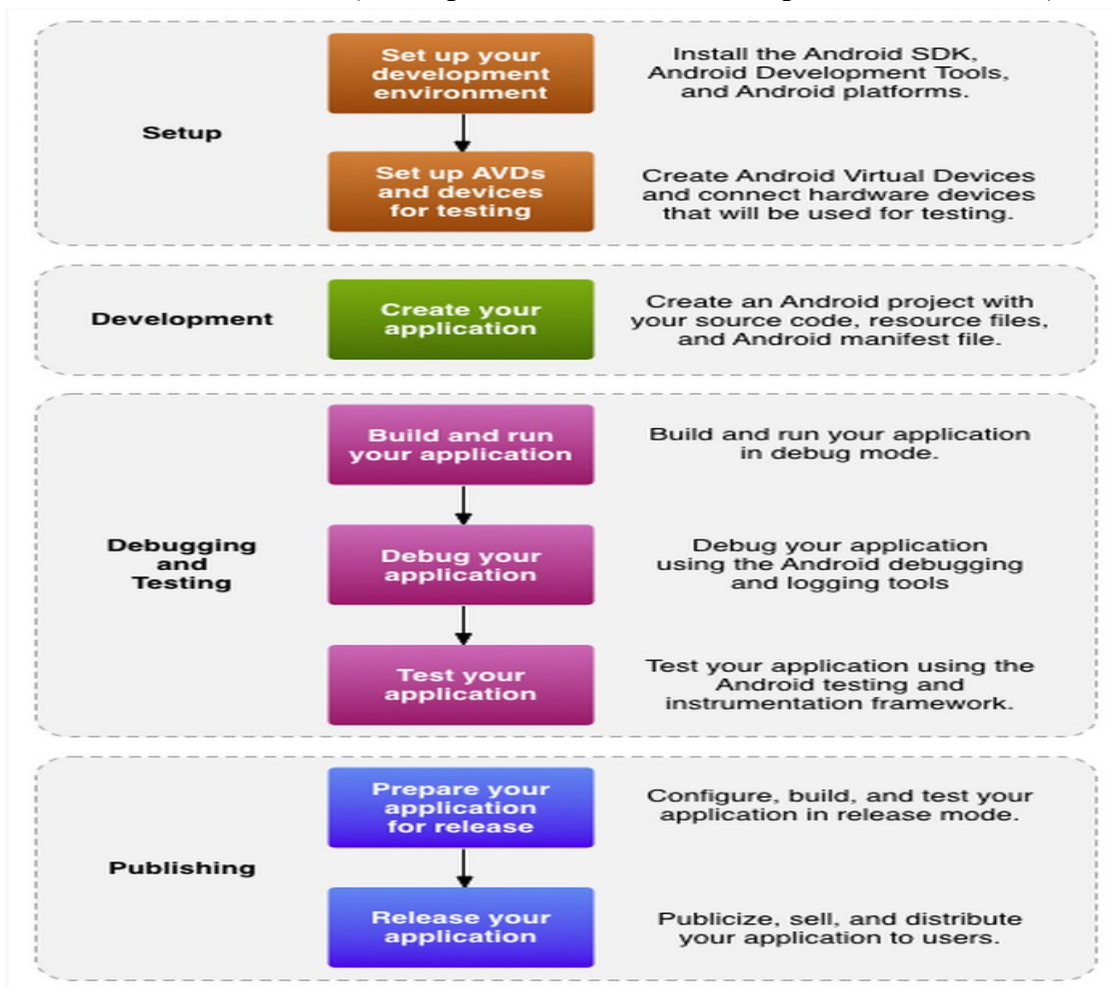 Set up your
development
environment
Install the Android SDK,
Android Development Tools,
and Android platforms.
Setup
Set up AVDs
and devices
for testing
Create Android Virtual Devices
and connect hardware devices
that will be used for testing.
Development
Create your
application
Create an Android project with
your source code, resource files,
and Android manifest file.
Build and run
your application
Build and run your application
in debug mode.
Debugging
and
Testing
Debug your
application
Debug your application
using the Android debugging
and logging tools
Test your
application
Test your application using the
Android testing and
instrumentation framework.
Prepare your
application
for release
Configure, build, and test your
application in release mode.
Publishing
Release your
application
Publicize, sell, and distribute
your application to users.